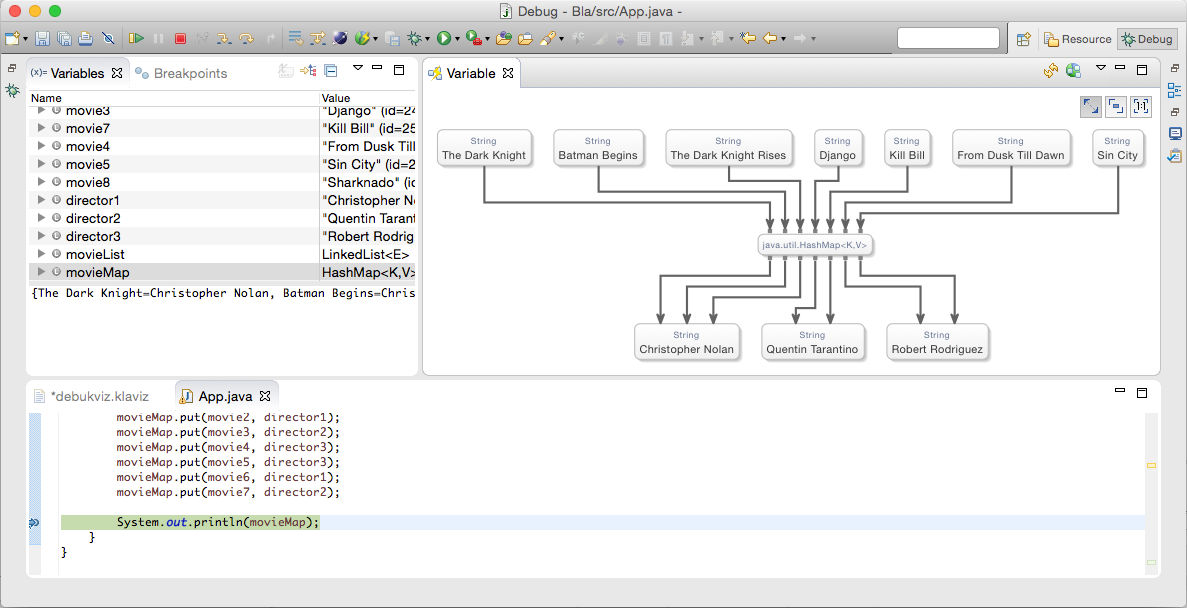 Debug - Bla/src/App.java -
Resource
Debug
(x)= Variables
Breakpoints
Name Value
movie3 "Django" (id=24
movie7 "Kill Bill" (id=25
movie4 "From Dusk Till
movie5 "Sin City" (id=2
movie8 "Sharknado" (ic
director1 "Christopher N
director2 "Quentin Tarant
director3 "Robert Rodrig
movieList LinkedList<E>
movieMap HashMap<K,V>
{The Dark Knight=Christopher Nolan, Batman Begins=Chris
Variable
[1:1]
String
The Dark Knight
String
Batman Begins
String
The Dark Knight Rises
String
Django
String
Kill Bill
String
From Dusk Till Dawn
String
Sin City
java.util.HashMap<K,V>
String
Christopher Nolan
String
Quentin Tarantino
String
Robert Rodriguez
*debukviz.klaviz
App.java
movieMap.put(movie2, director1);
movieMap.put(movie3, director2);
movieMap.put(movie4, director3);
movieMap.put(movie5, director3);
movieMap.put(movie6, director1);
movieMap.put(movie7, director2);
System.out.println(movieMap);
}
}